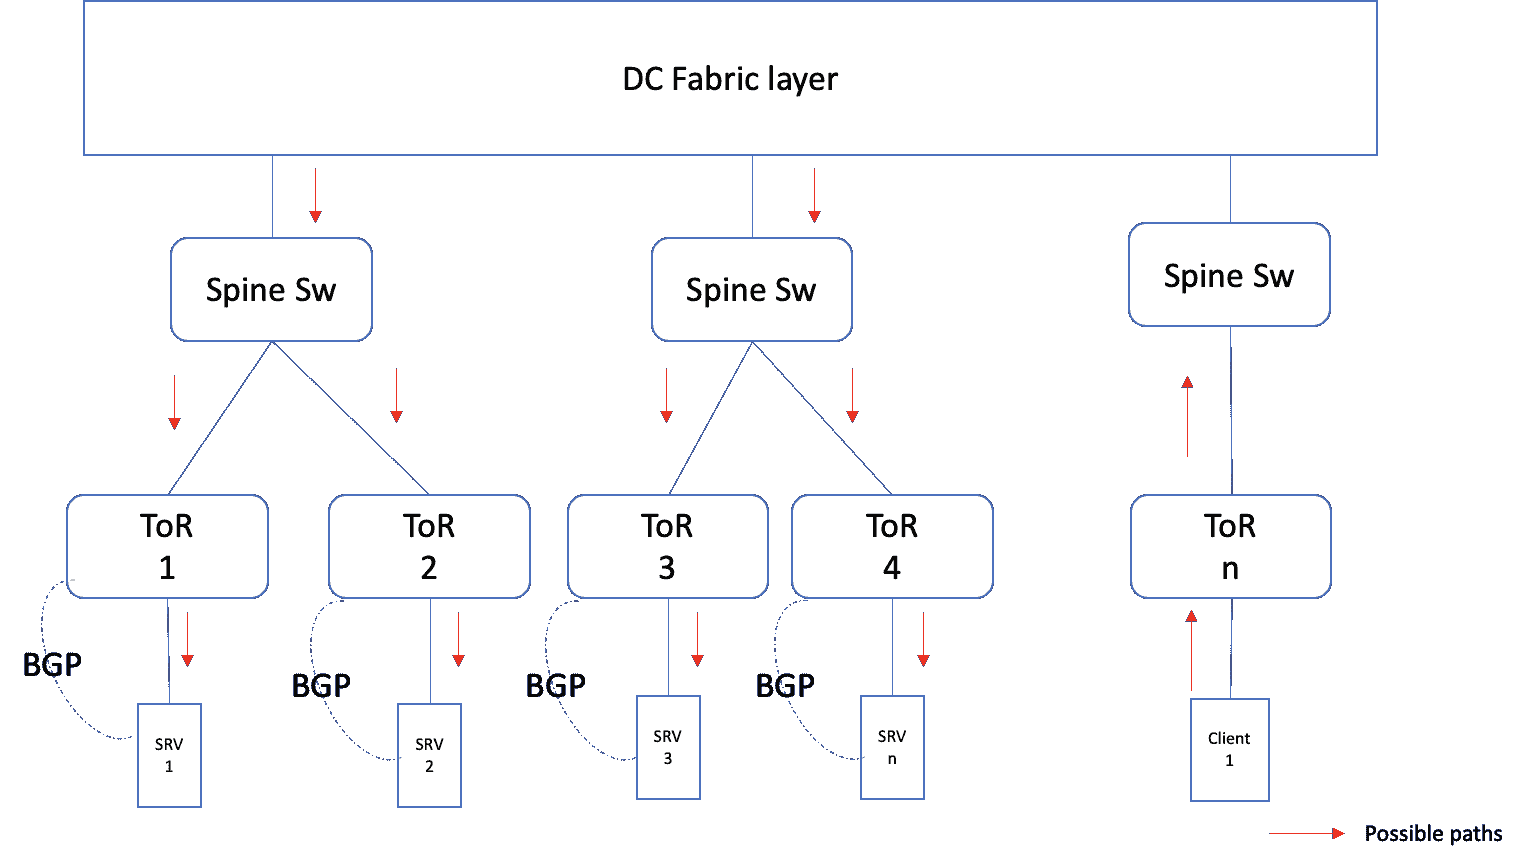 DC Fabric layer
Spine Sw
Spine Sw
Spine Sw
ToR
1
ToR
2
ToR
3
ToR
4
ToR
n
BGP
BGP
BGP
BGP
SRV
1
SRV
2
SRV
3
SRV
n
Client
1
Possible paths